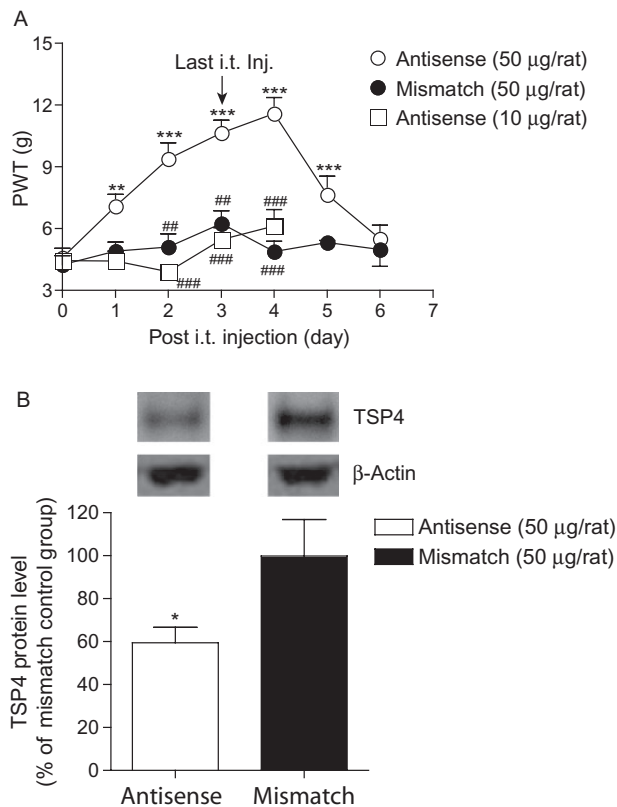 A
15
12
9
6
3
PWT (g)
Last i.t. Inj.
**
***
***
***
***
##
##
###
###
###
###
0 1 2 3 4 5 6 7
Post i.t. injection (day)
Antisense (50 μg/rat)
Mismatch (50 μg/rat)
Antisense (10 μg/rat)
B
TSP4
β-Actin
120
100
80
60
40
20
0
TSP4 protein level
(% of mismatch control group)
*
Antisense Mismatch
Antisense (50 μg/rat)
Mismatch (50 μg/rat)